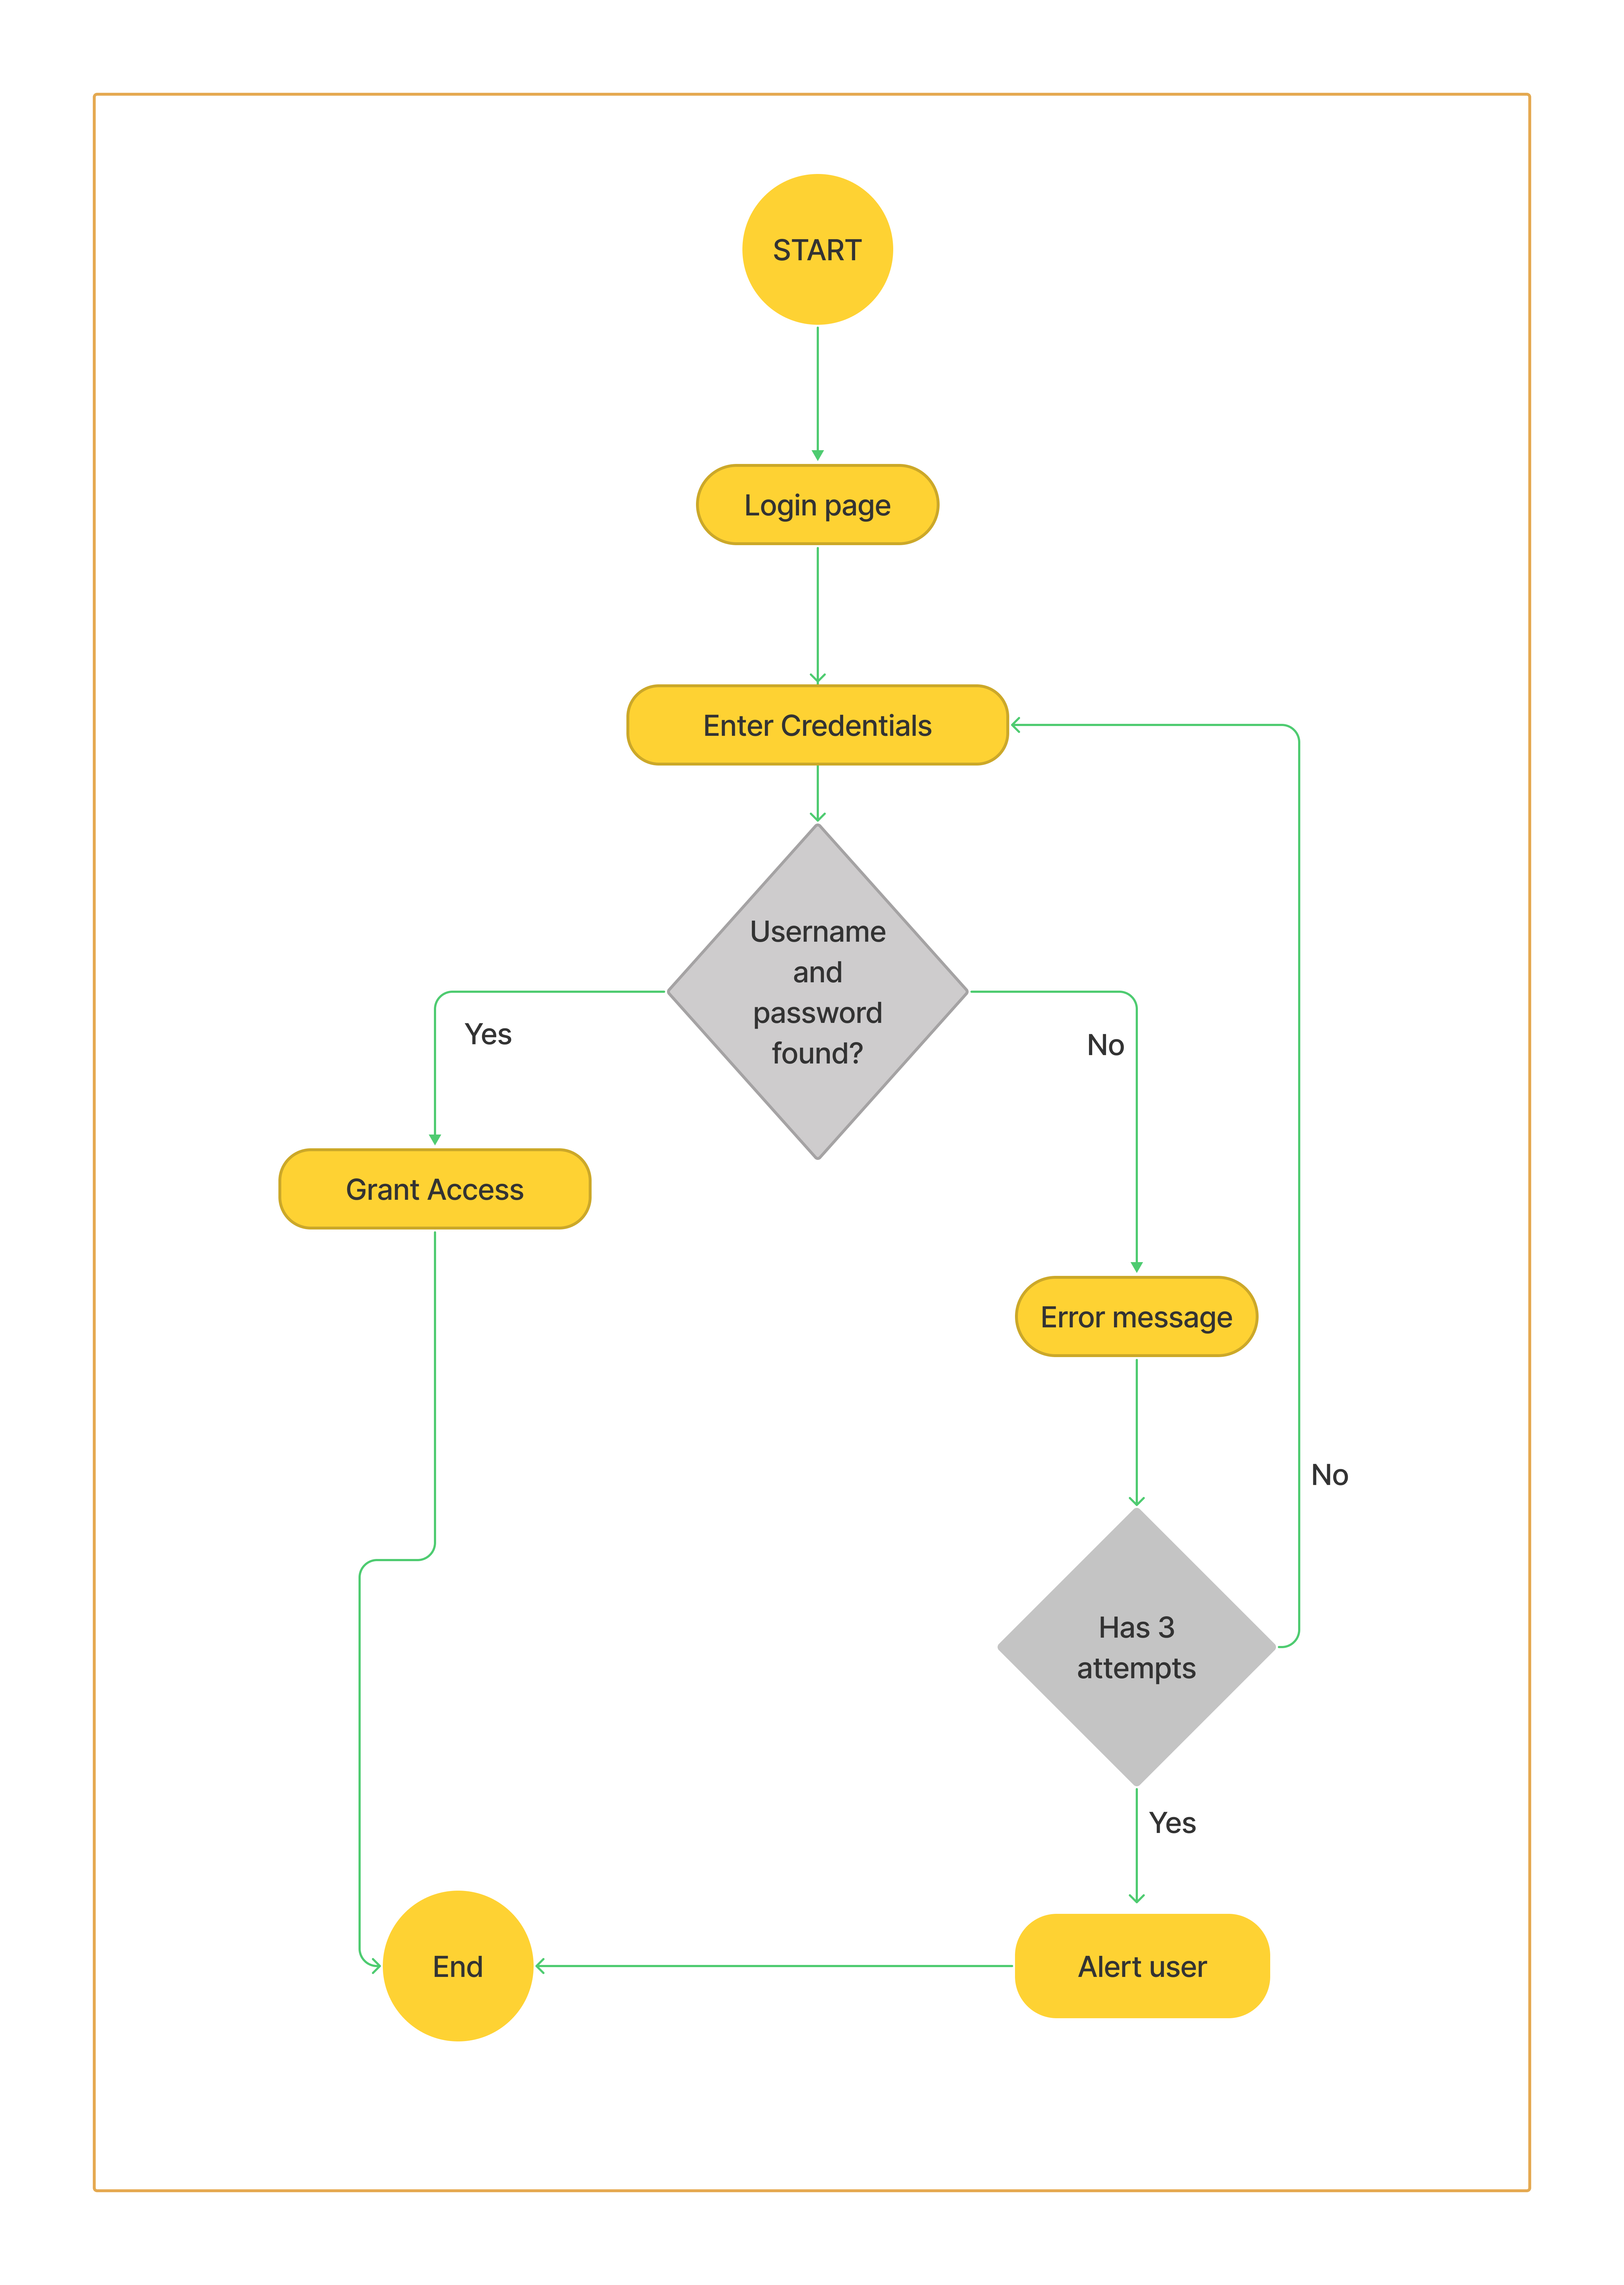 START
Login page
Enter Credentials
Username
and
password
found?
Yes
No
Grant Access
Error message
No
Has 3
attempts
Yes
End
Alert user